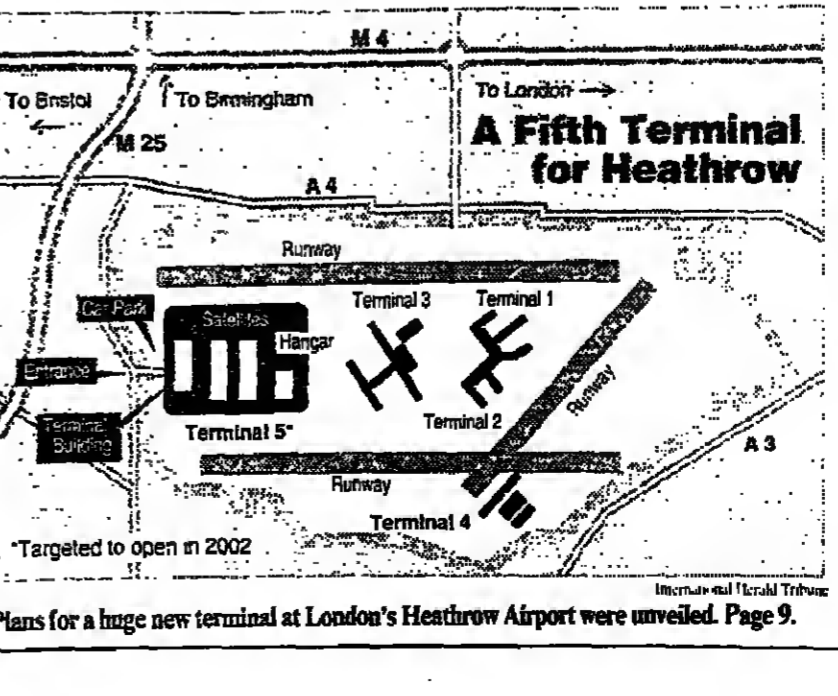 M 4
To Bristol
To Birmingham
To London
A Fifth Terminal
for Heathrow
M 25
A 4
Runway
Car Park
Satellites
Hangar
Terminal 3
Terminal 1
Entrance
Runway
Terminal
Building
Terminal 5*
Terminal 2
A 3
Runway
Terminal 4
*Targeted to open in 2002
International Herald Tribune
Plans for a huge new terminal at London's Heathrow Airport were unveiled. Page 9.